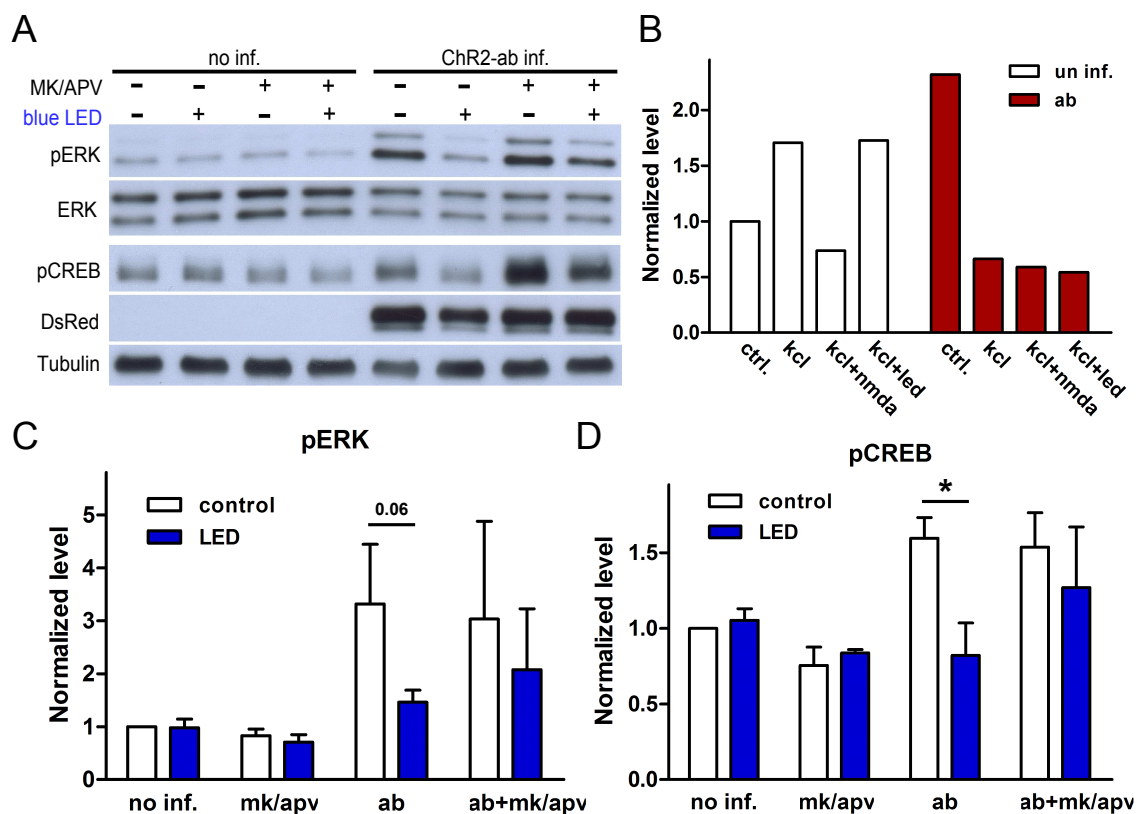 A
no inf.
ChR2-ab inf.
MK/APV - - + + - - + +
blue LED - + - + - + - +
pERK
ERK
pCREB
DsRed
Tubulin
B
un inf.
ab
Normalized level
2.0
1.5
1.0
0.5
0.0
ctrl. kcl kcl+nmda kcl+led ctrl. kcl kcl+nmda kcl+led
C
pERK
control
LED
0.06
Normalized level
5
4
3
2
1
0
no inf. mk/apv ab ab+mk/apv
D
pCREB
control
LED
*
Normalized level
1.5
1.0
0.5
0.0
no inf. mk/apv ab ab+mk/apv